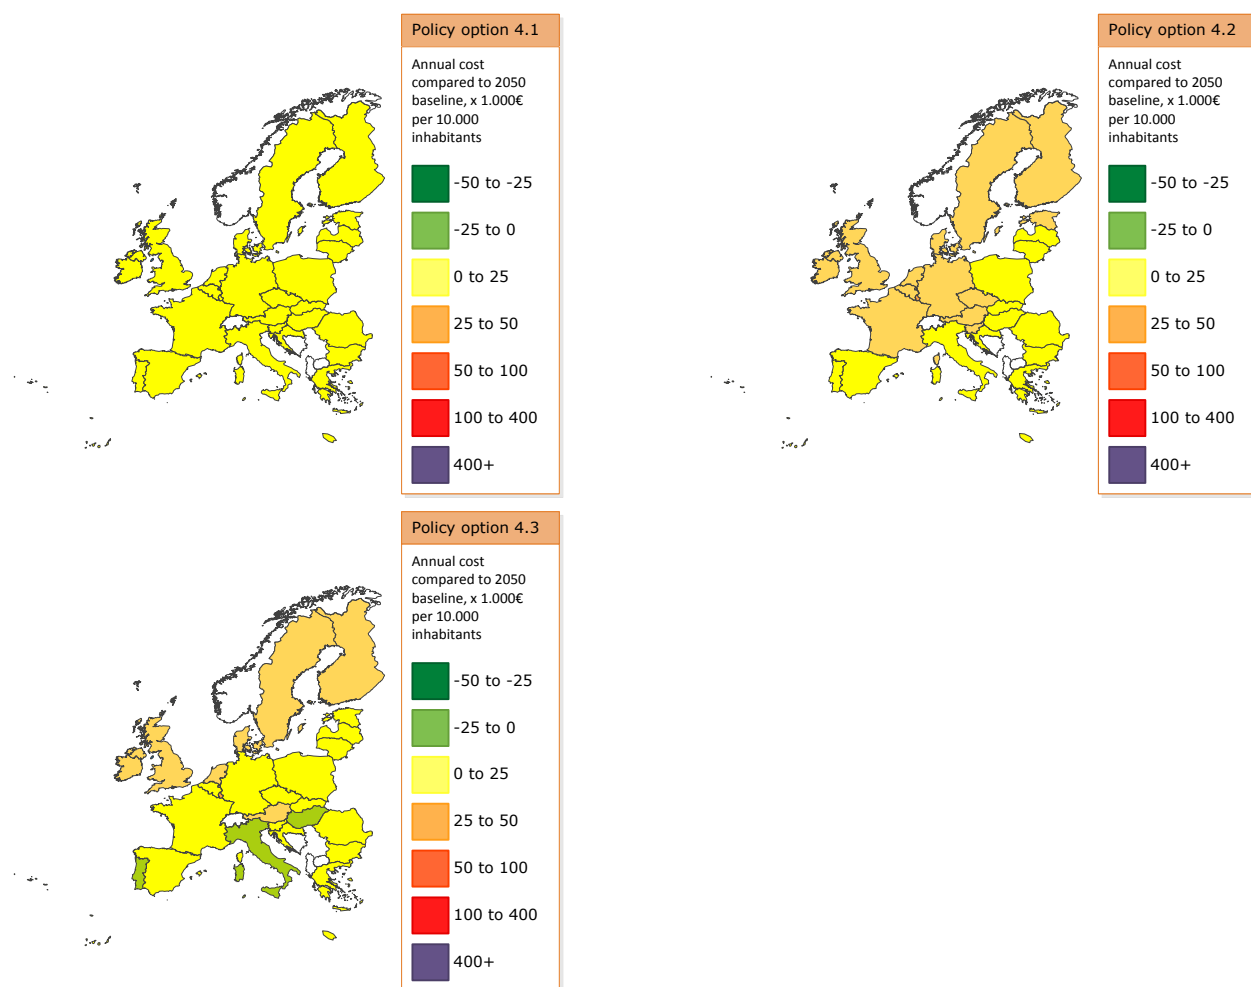 Policy option 4.1
Annual cost
compared to 2050
baseline, x 1.000€
per 10.000
inhabitants
-50 to -25
-25 to 0
0 to 25
25 to 50
50 to 100
100 to 400
400+
Policy option 4.2
Annual cost
compared to 2050
baseline, x 1.000€
per 10.000
inhabitants
-50 to -25
-25 to 0
0 to 25
25 to 50
50 to 100
100 to 400
400+
Policy option 4.3
Annual cost
compared to 2050
baseline, x 1.000€
per 10.000
inhabitants
-50 to -25
-25 to 0
0 to 25
25 to 50
50 to 100
100 to 400
400+